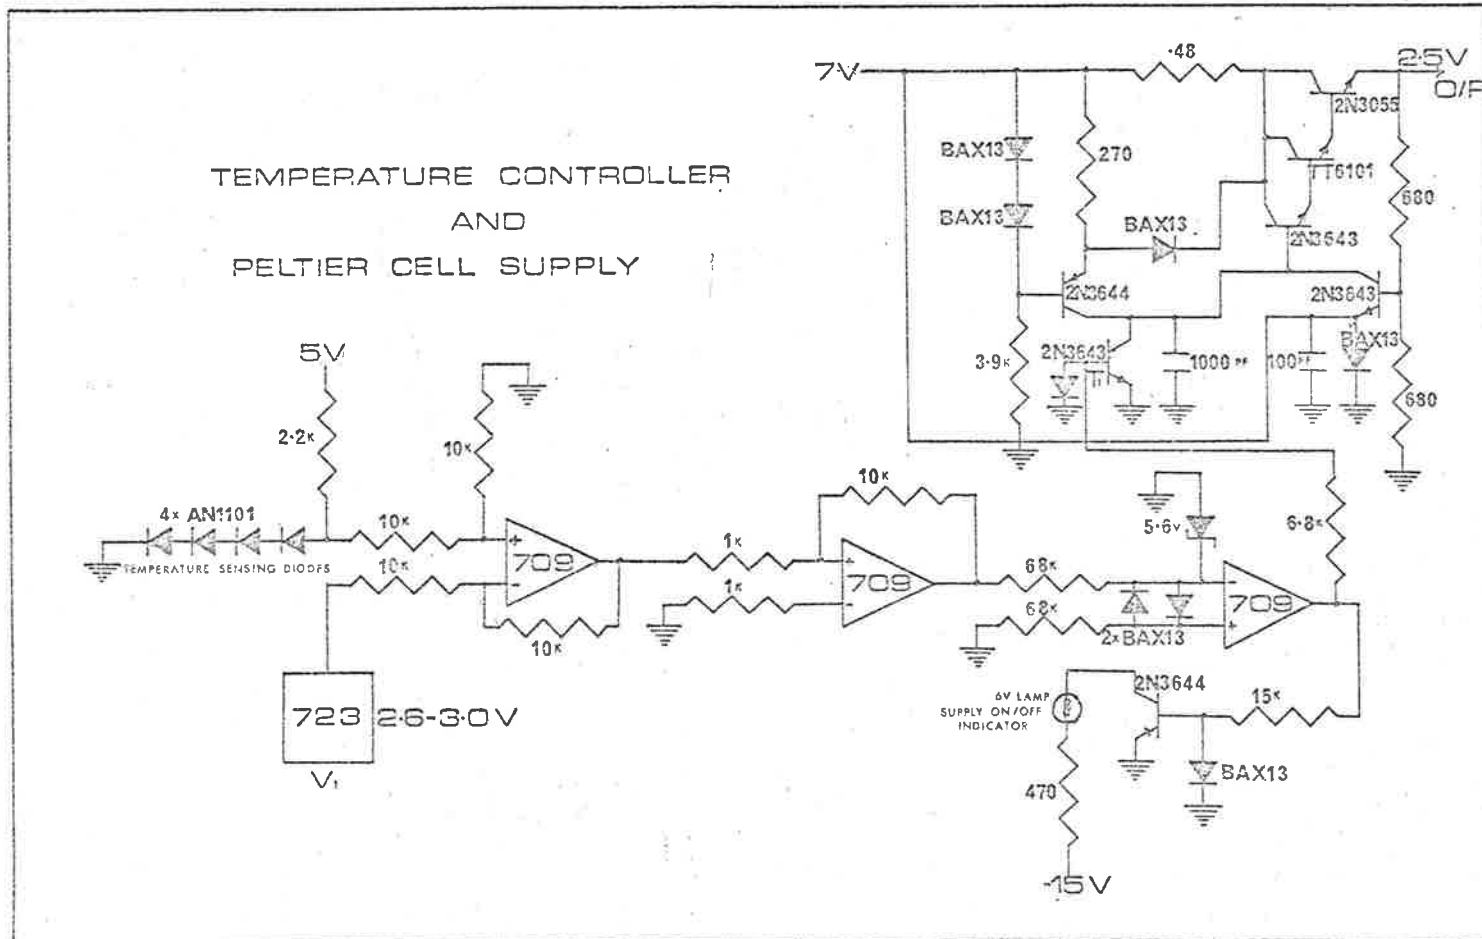 TEMPERATURE CONTROLLER
AND
PELTIER CELL SUPPLY
7V
·48
2·5V
O/P
2N3055
BAX13
270
TT6101
680
BAX13
BAX13
2N3643
2N3644
2N3643
3·9K
2N3643
1000 PF
100PF
BAX13
680
5V
2·2K
10K
10K
4x AN1101
10K
1K
5·6V
6·8K
TEMPERATURE SENSING DIODES
10K
709
709
68K
709
1K
68K
2xBAX13
10K
723
2·6-3·0V
V1
6V LAMP
SUPPLY ON/OFF
INDICATOR
2N3644
15K
BAX13
470
-15V